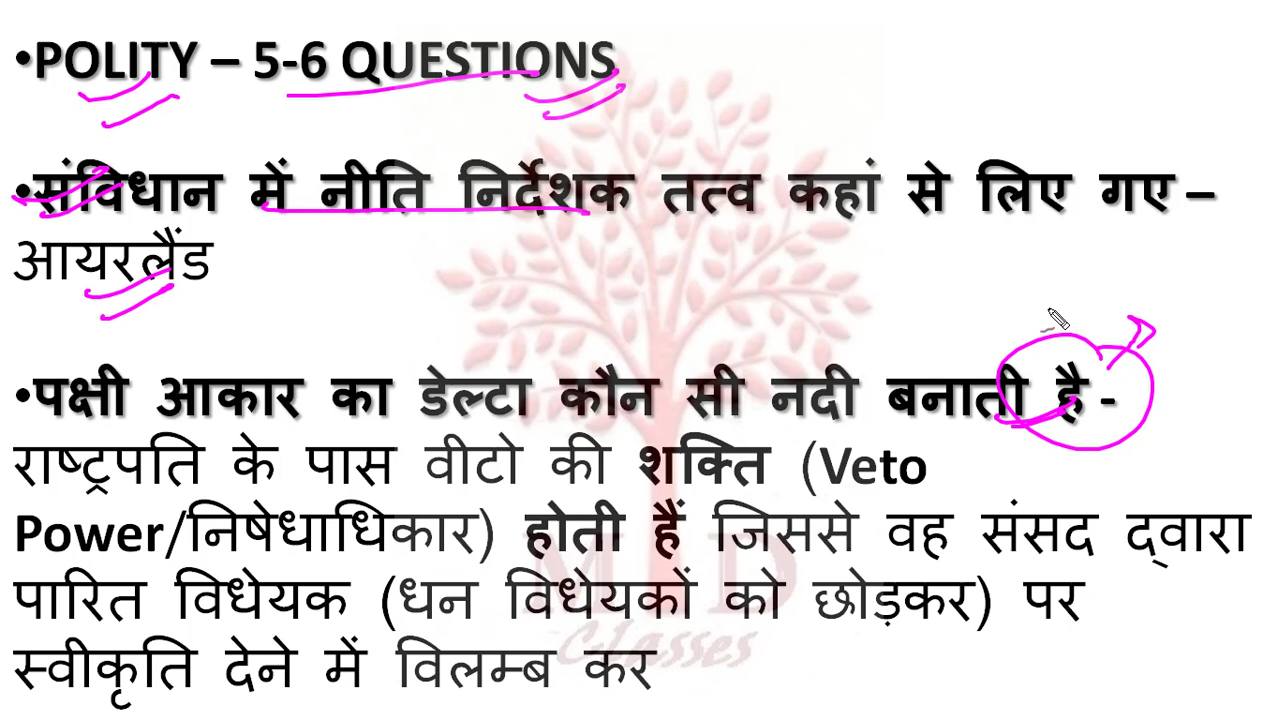 •POLITY – 5-6 QUESTIONS
•संविधान में नीति निर्देशक तत्व कहां से लिए गए –
आयरलैंड
•पक्षी आकार का डेल्टा कौन सी नदी बनाती है -
राष्ट्रपति के पास वीटो की शक्ति (Veto
Power/निषेधाधिकार) होती हैं जिससे वह संसद द्वारा
पारित विधेयक (धन विधेयकों को छोड़कर) पर
स्वीकृति देने में विलम्ब कर
M D
Classes